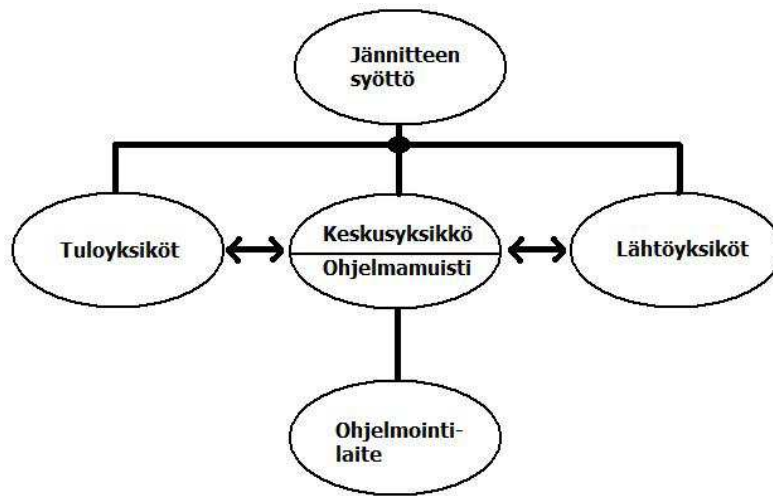 Jännitteen
syöttö
Tuloyksiköt
Keskusyksikkö
Ohjelmamuisti
Lähtöyksiköt
Ohjelmointi-
laite